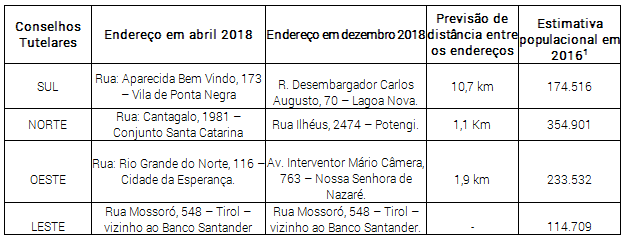 Conselhos
Tutelares
Endereço em abril 2018
Endereço em dezembro 2018
Previsão de
distância entre
os endereços
Estimativa
populacional em
2016¹
SUL
Rua: Aparecida Bem Vindo, 173
– Vila de Ponta Negra
R. Desembargador Carlos
Augusto, 70 – Lagoa Nova.
10,7 km
174.516
NORTE
Rua: Cantagalo, 1981 –
Conjunto Santa Catarina
Rua Ilhéus, 2474 – Potengi.
1,1 Km
354.901
OESTE
Rua: Rio Grande do Norte, 116 –
Cidade da Esperança.
Av. Interventor Mário Câmera,
763 – Nossa Senhora de
Nazaré.
1,9 km
233.532
LESTE
Rua Mossoró, 548 – Tirol –
vizinho ao Banco Santander
Rua Mossoró, 548 – Tirol –
vizinho ao Banco Santander.
-
114.709